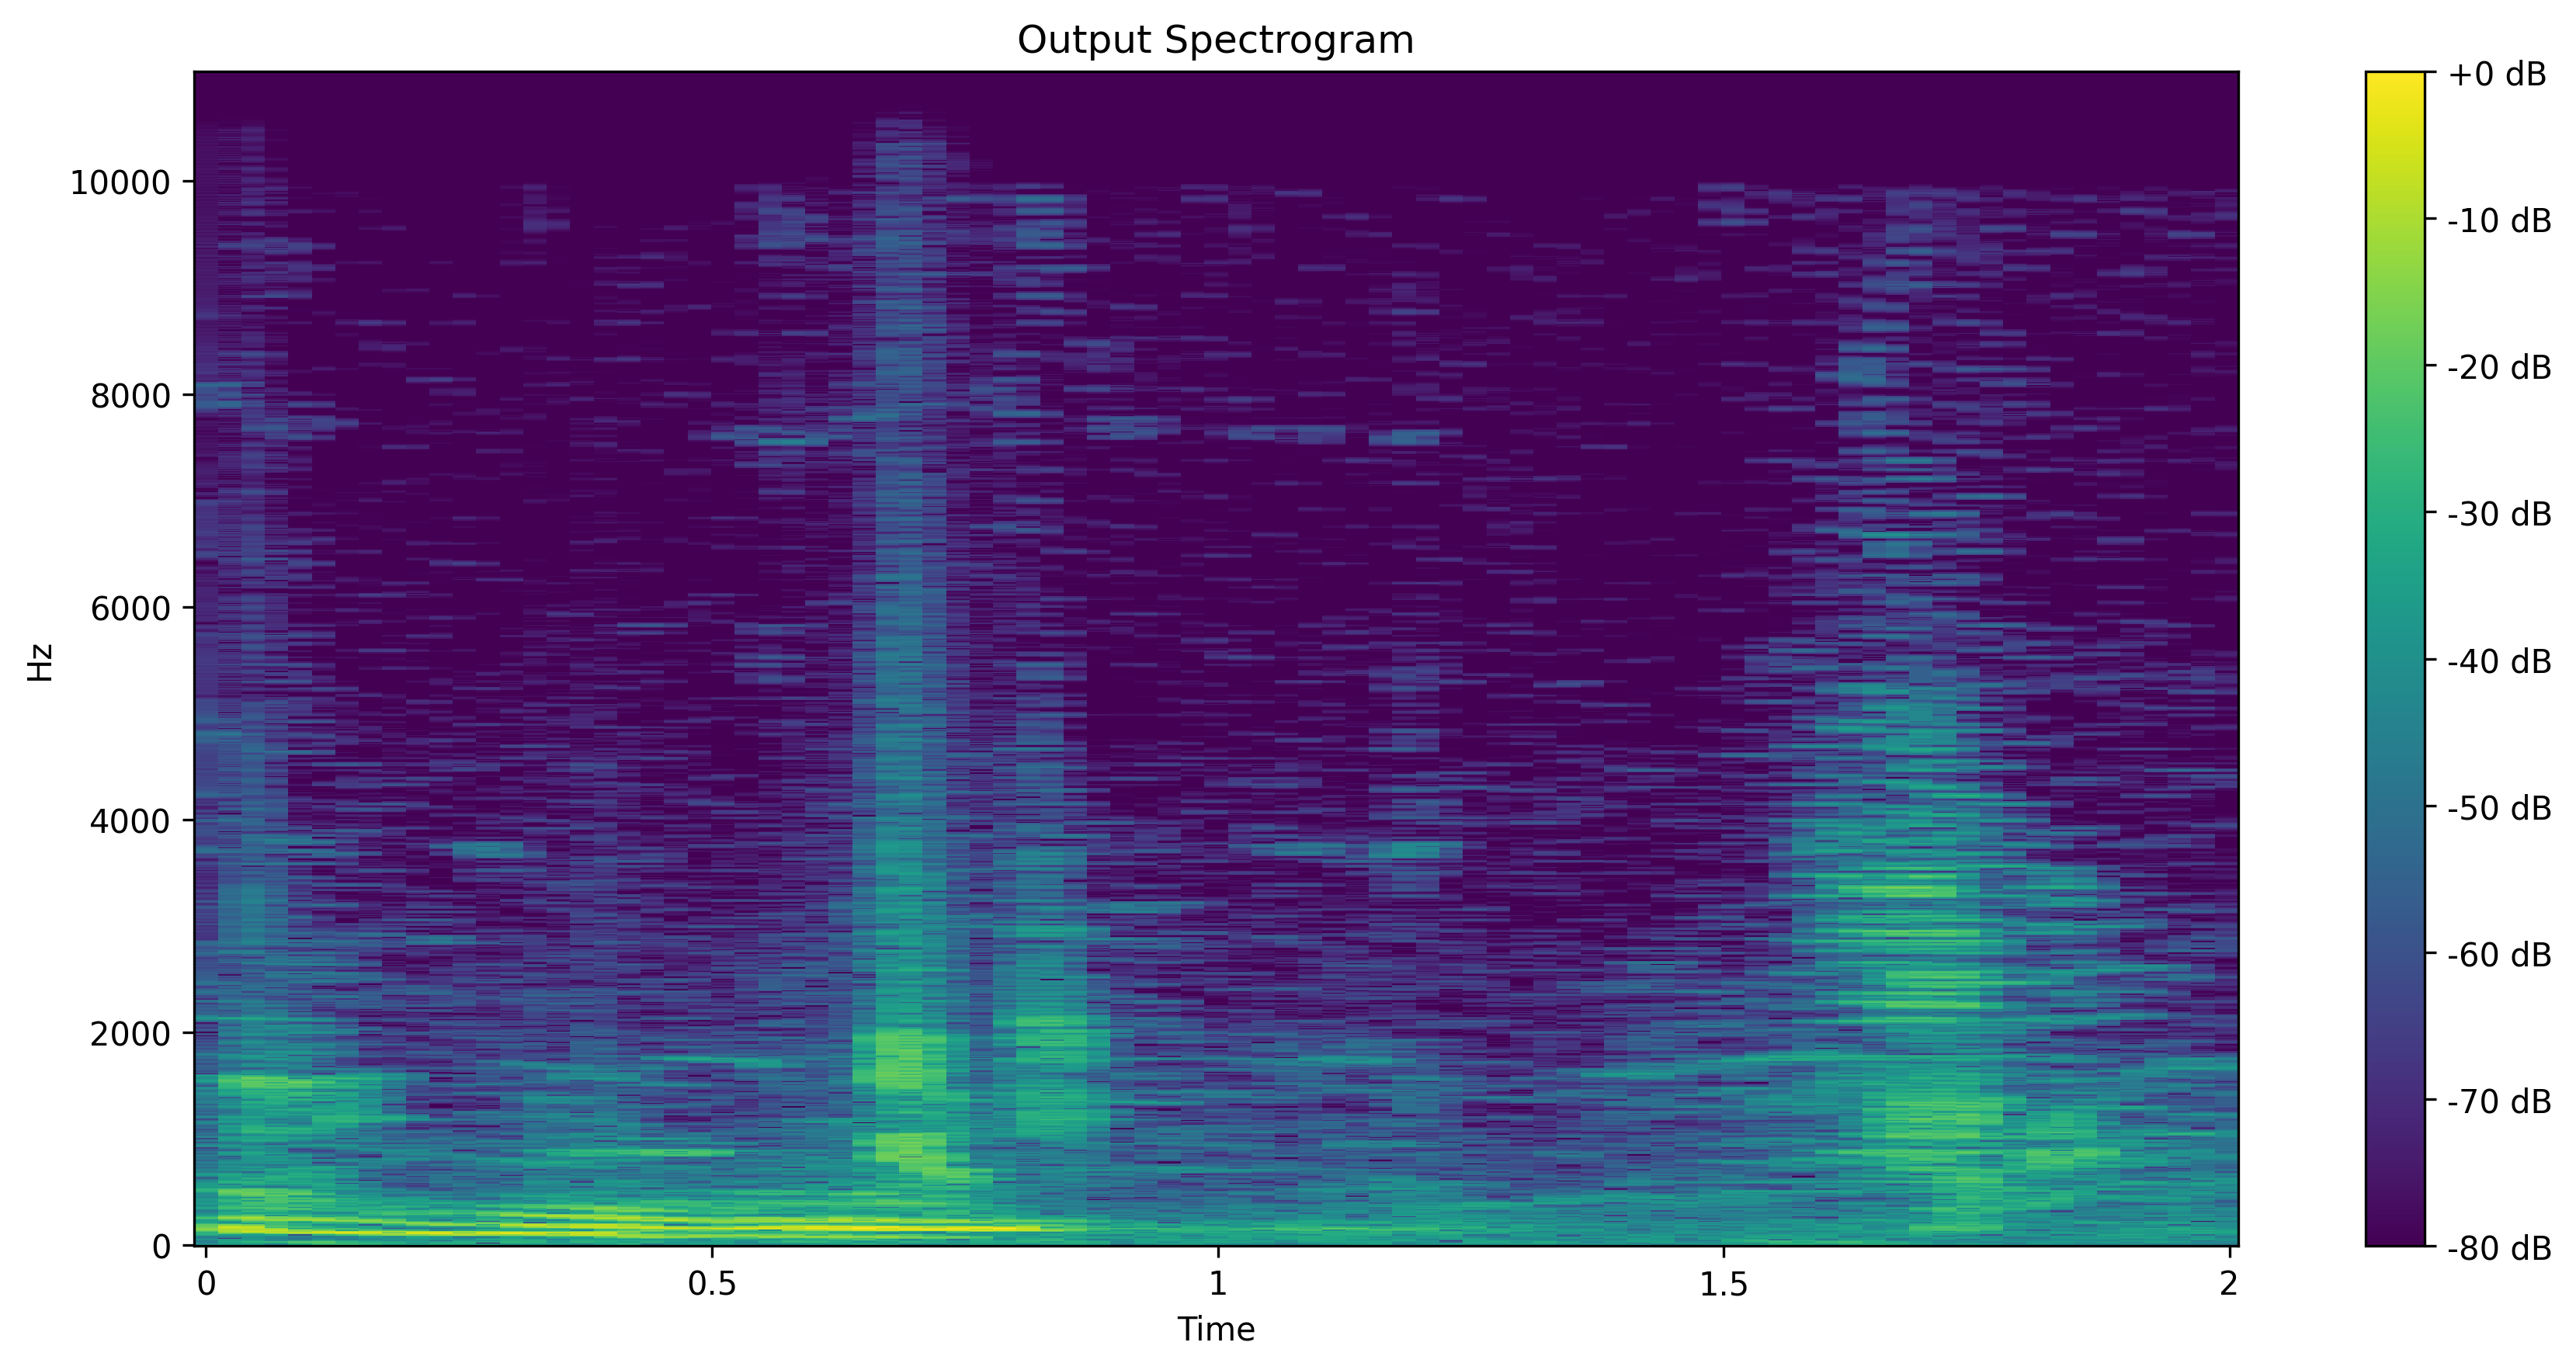 Output Spectrogram
Hz
10000
8000
6000
4000
2000
0
0 0.5 1 1.5 2
Time
+0 dB
-10 dB
-20 dB
-30 dB
-40 dB
-50 dB
-60 dB
-70 dB
-80 dB